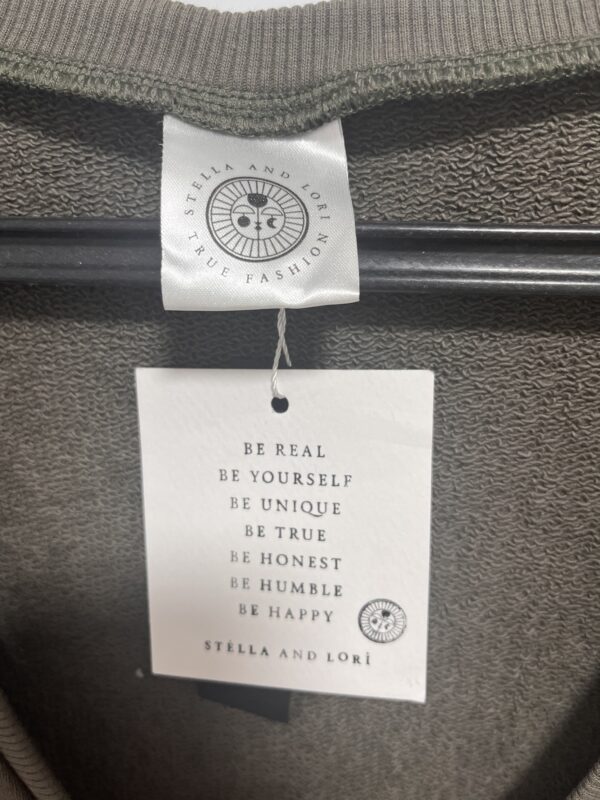 STELLA AND LORI
TRUE FASHION
BE REAL
BE YOURSELF
BE UNIQUE
BE TRUE
BE HONEST
BE HUMBLE
BE HAPPY
STÉLLA AND LORÌ